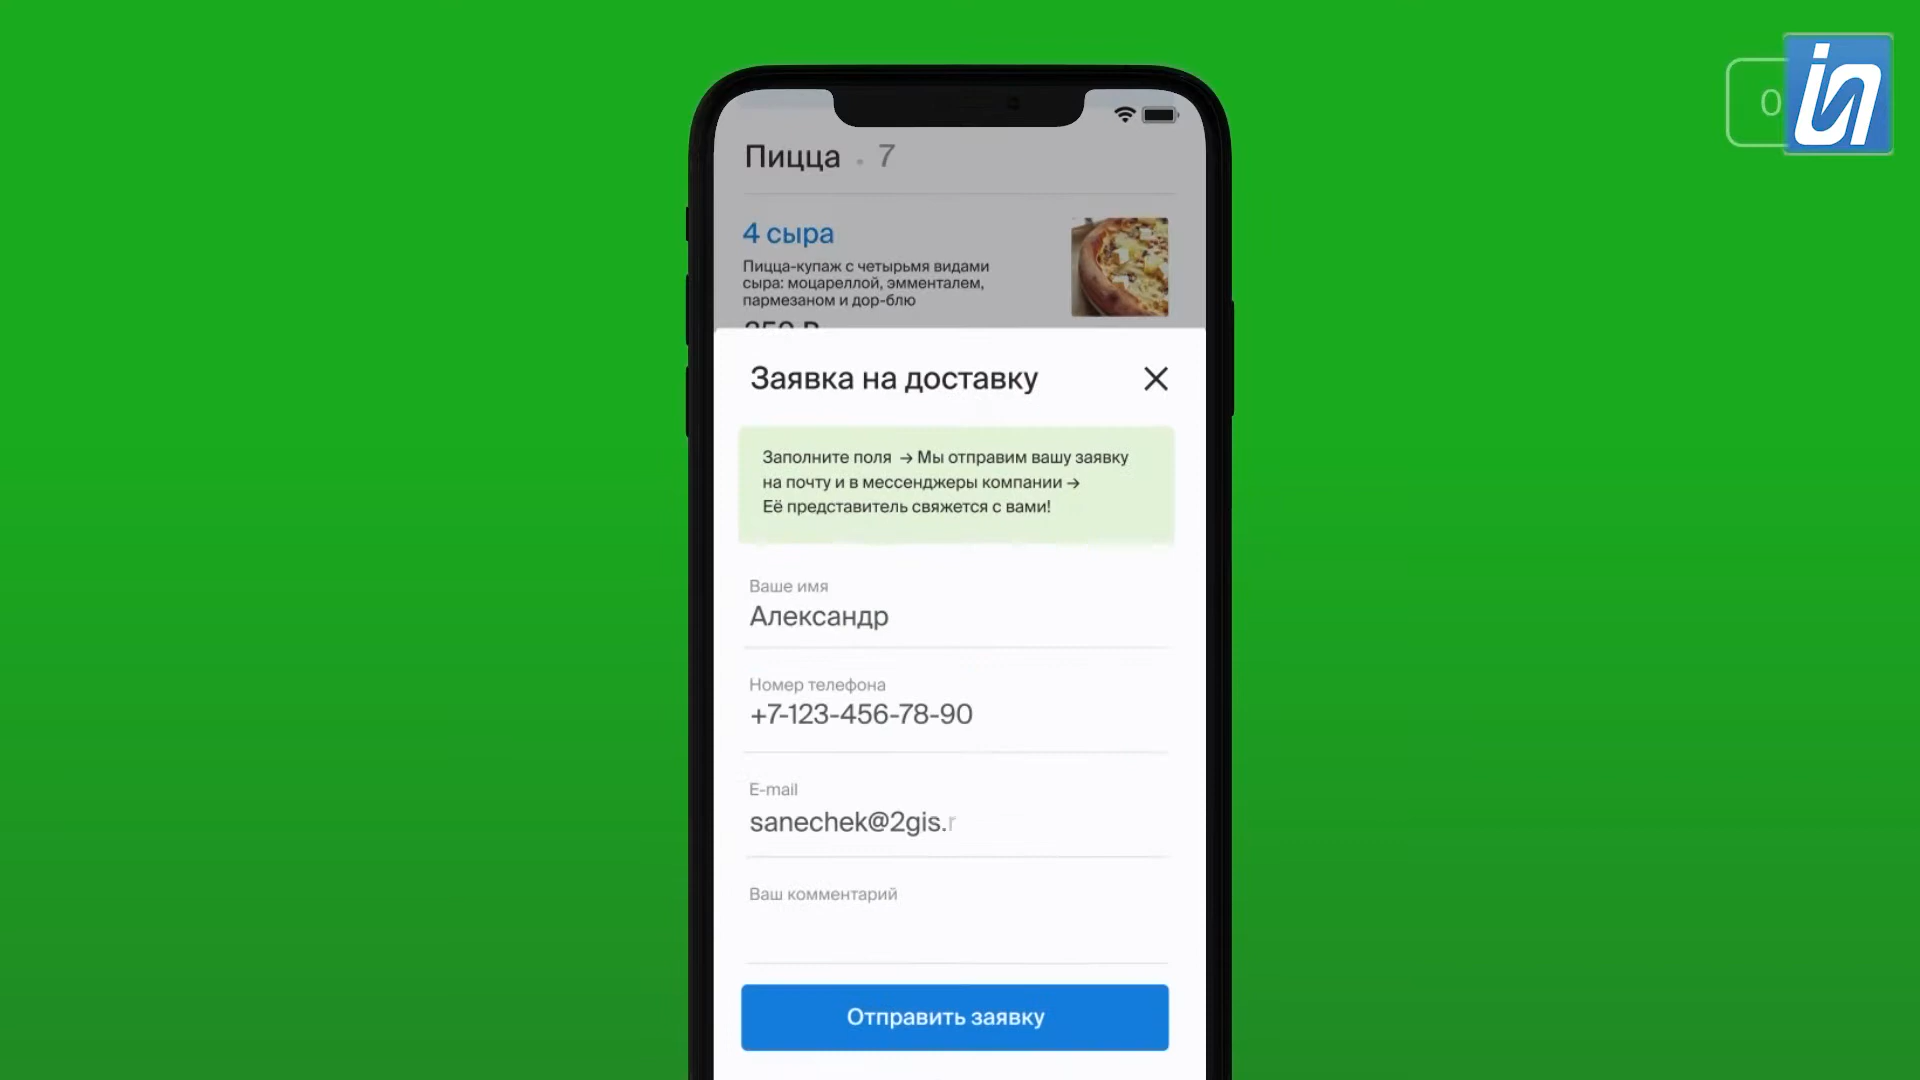 Пицца . 7
4 сыра
Пицца-купаж с четырьмя видами
сыра: моцареллой, эмменталем,
пармезаном и дор-блю
Заявка на доставку
Заполните поля → Мы отправим вашу заявку
на почту и в мессенджеры компании →
Её представитель свяжется с вами!
Ваше имя
Александр
Номер телефона
+7-123-456-78-90
E-mail
sanechek@2gis.r
Ваш комментарий
Отправить заявку
0
in